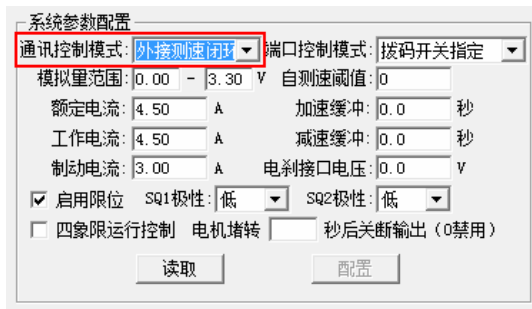 系统参数配置
通讯控制模式: 外接测速闭环 端口控制模式: 拨码开关指定
模拟量范围: 0.00 - 3.30 V 自测速阈值: 0
额定电流: 4.50 A 加速缓冲: 0.0 秒
工作电流: 4.50 A 减速缓冲: 0.0 秒
制动电流: 3.00 A 电刹接口电压: 0.0 V
启用限位 SQ1极性: 低 SQ2极性: 低
四象限运行控制 电机堵转 秒后关断输出（0禁用）
读取 配置